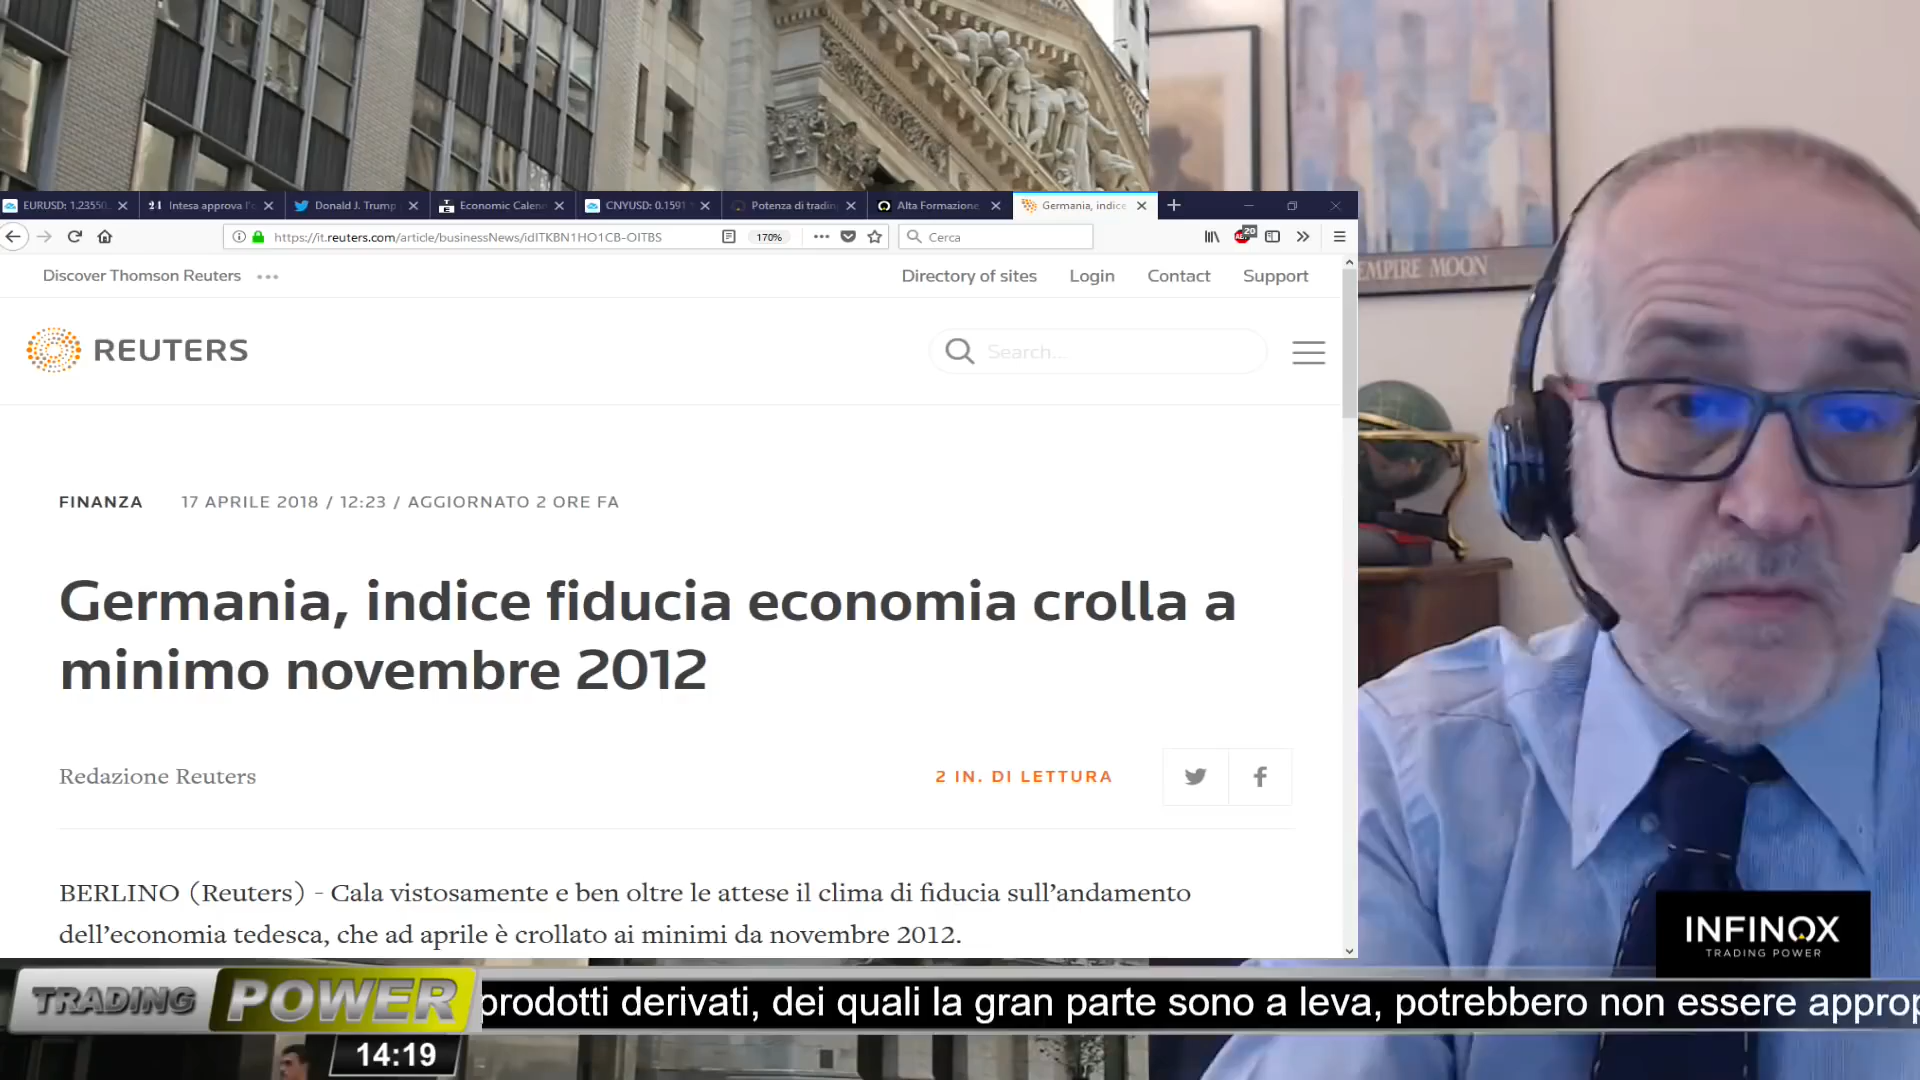 EURUSD: 1.23550
Intesa approva l'o
Donald J. Trump
Economic Calen
CNYUSD: 0.1591
Potenza di tradin
Alta Formazione
Germania, indice
https://it.reuters.com/article/businessNews/idITKBN1HO1CB-OITBS
170%
Cerca
20
Discover Thomson Reuters
Directory of sites
Login
Contact
Support
EMPIRE MOON
REUTERS
Search...
FINANZA 17 APRILE 2018 / 12:23 / AGGIORNATO 2 ORE FA
Germania, indice fiducia economia crolla a
minimo novembre 2012
Redazione Reuters
2 IN. DI LETTURA
BERLINO (Reuters) - Cala vistosamente e ben oltre le attese il clima di fiducia sull’andamento
dell’economia tedesca, che ad aprile è crollato ai minimi da novembre 2012.
INFINOX
TRADING POWER
TRADING POWER
prodotti derivati, dei quali la gran parte sono a leva, potrebbero non essere approp
14:19